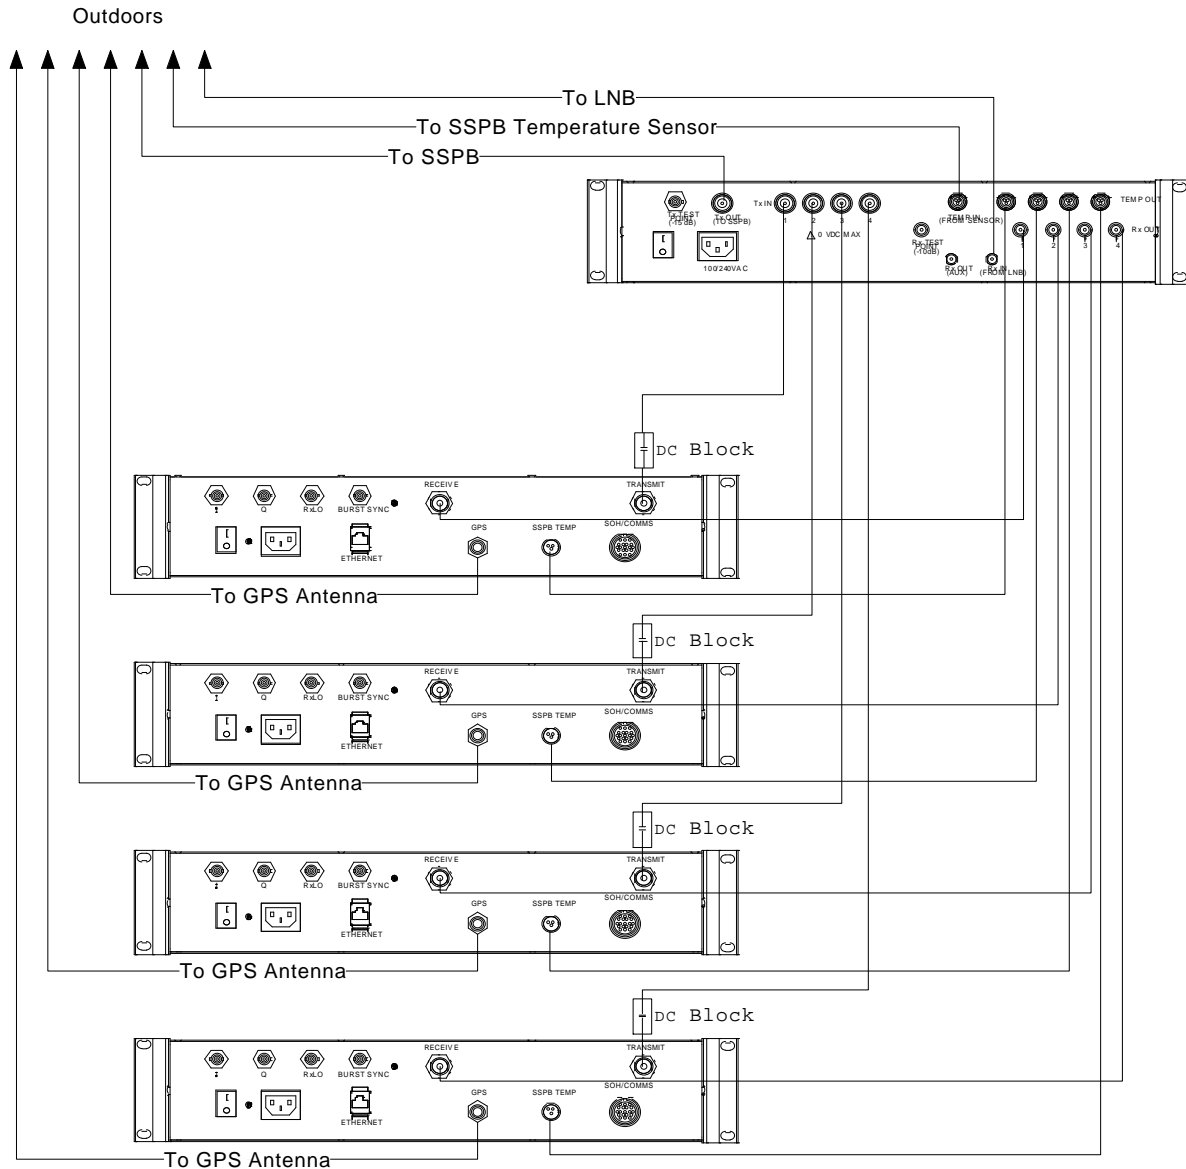 Outdoors
To LNB
To SSPB Temperature Sensor
To SSPB
Tx TEST
POINT
(-15 dB)
Tx OUT
(TO SSPB)
Tx IN
1 2 3 4
0 VDC MAX
TEMP IN
(FROM SENSOR)
TEMP OUT
Rx TEST
POINT
(-10dB)
Rx OUT
1 2 3 4
100/240VAC
Rx OUT
(AUX)
Rx IN
(FROM LNB)
DC Block
RECEIVE TRANSMIT
I Q RxLO BURST SYNC
GPS SSPB TEMP SOH/COMMS
ETHERNET
To GPS Antenna
DC Block
RECEIVE TRANSMIT
I Q RxLO BURST SYNC
GPS SSPB TEMP SOH/COMMS
ETHERNET
To GPS Antenna
DC Block
RECEIVE TRANSMIT
I Q RxLO BURST SYNC
GPS SSPB TEMP SOH/COMMS
ETHERNET
To GPS Antenna
DC Block
RECEIVE TRANSMIT
I Q RxLO BURST SYNC
GPS SSPB TEMP SOH/COMMS
ETHERNET
To GPS Antenna